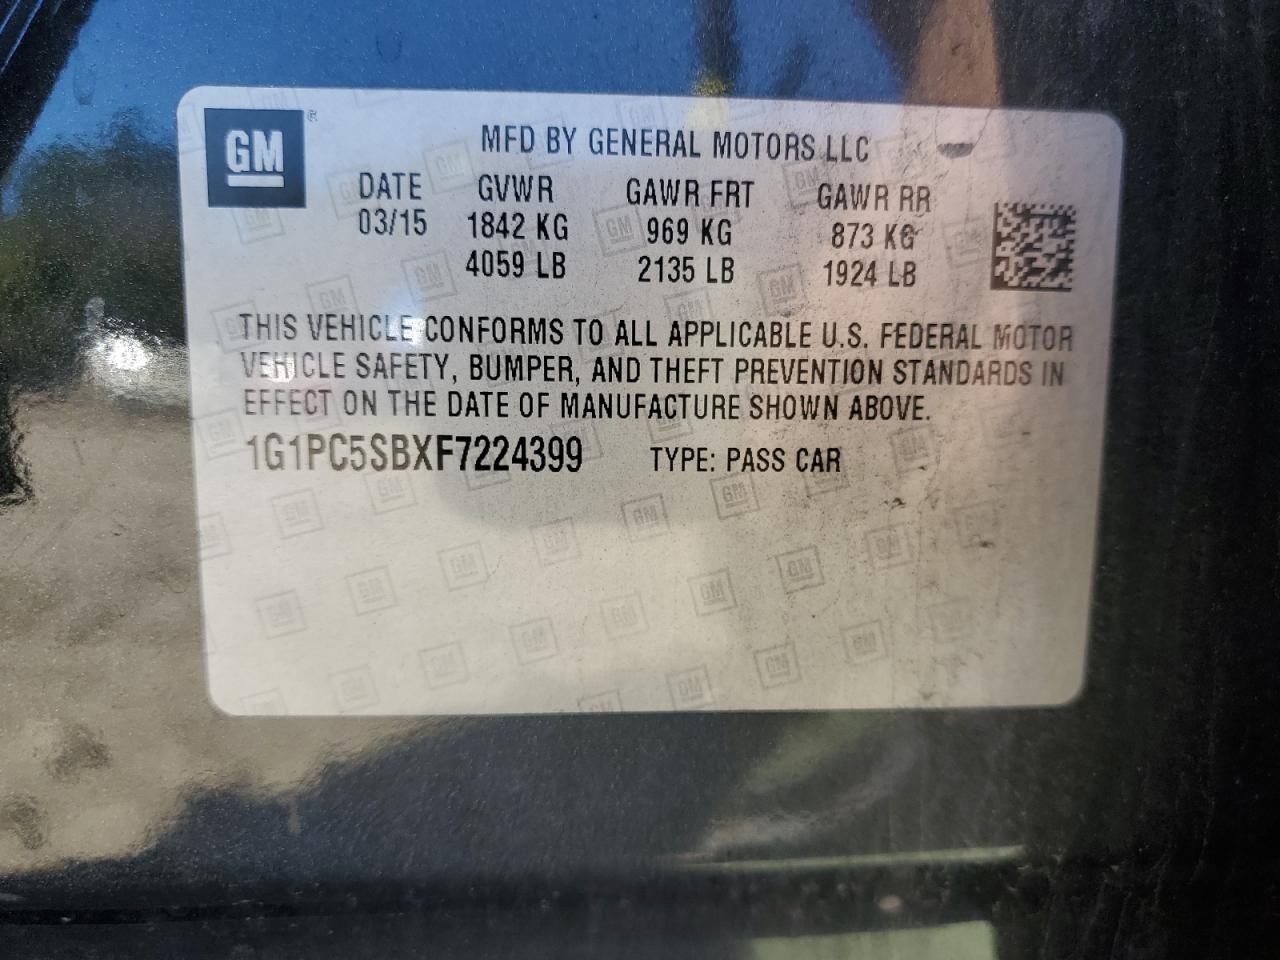 GM
MFD BY GENERAL MOTORS LLC
DATE GVWR GAWR FRT GAWR RR
03/15 1842 KG 969 KG 873 KG
4059 LB 2135 LB 1924 LB
THIS VEHICLE CONFORMS TO ALL APPLICABLE U.S. FEDERAL MOTOR
VEHICLE SAFETY, BUMPER, AND THEFT PREVENTION STANDARDS IN
EFFECT ON THE DATE OF MANUFACTURE SHOWN ABOVE.
1G1PC5SBXF7224399 TYPE: PASS CAR